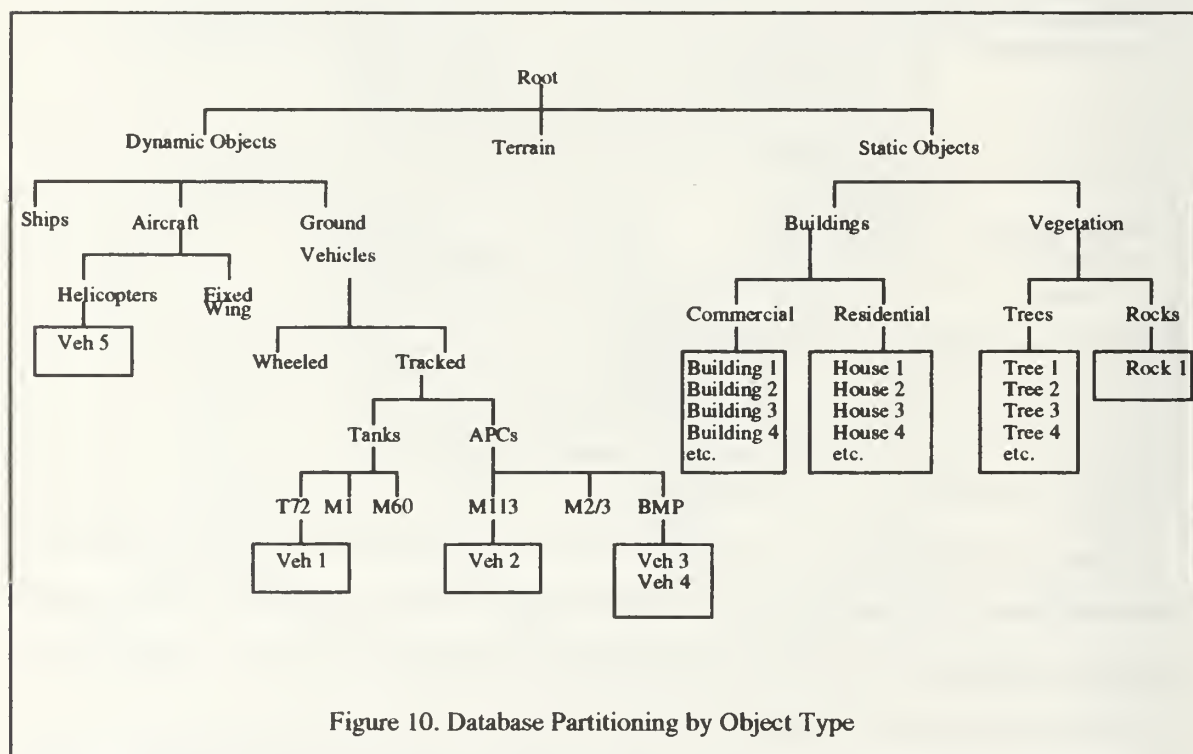 Root
Dynamic Objects Terrain Static Objects
Ships Aircraft Ground Vehicles Buildings Vegetation
Helicopters Fixed Wing Commercial Residential Trees Rocks
Veh 5 Wheeled Tracked
Building 1 House 1 Tree 1 Rock 1
Building 2 House 2 Tree 2
Building 3 House 3 Tree 3
Building 4 House 4 Tree 4
etc. etc. etc.
Tanks APCs
T72 M1 M60 M113 M2/3 BMP
Veh 1 Veh 2 Veh 3
Veh 4
Figure 10. Database Partitioning by Object Type